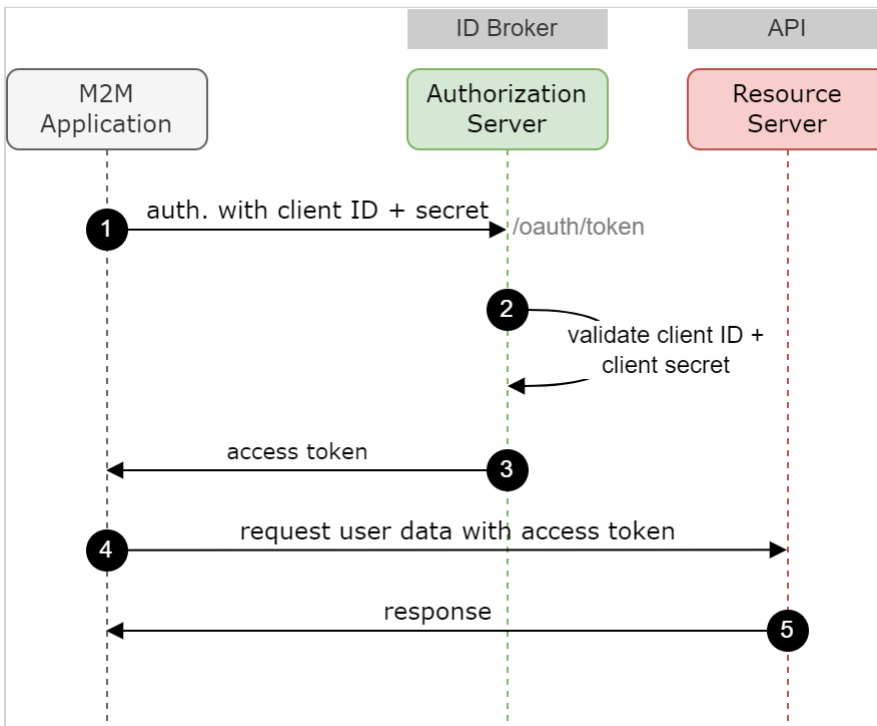 ID Broker
API
M2M
Application
Authorization
Server
Resource
Server
auth. with client ID + secret
1
/oauth/token
2
validate client ID +
client secret
access token
3
request user data with access token
4
response
5